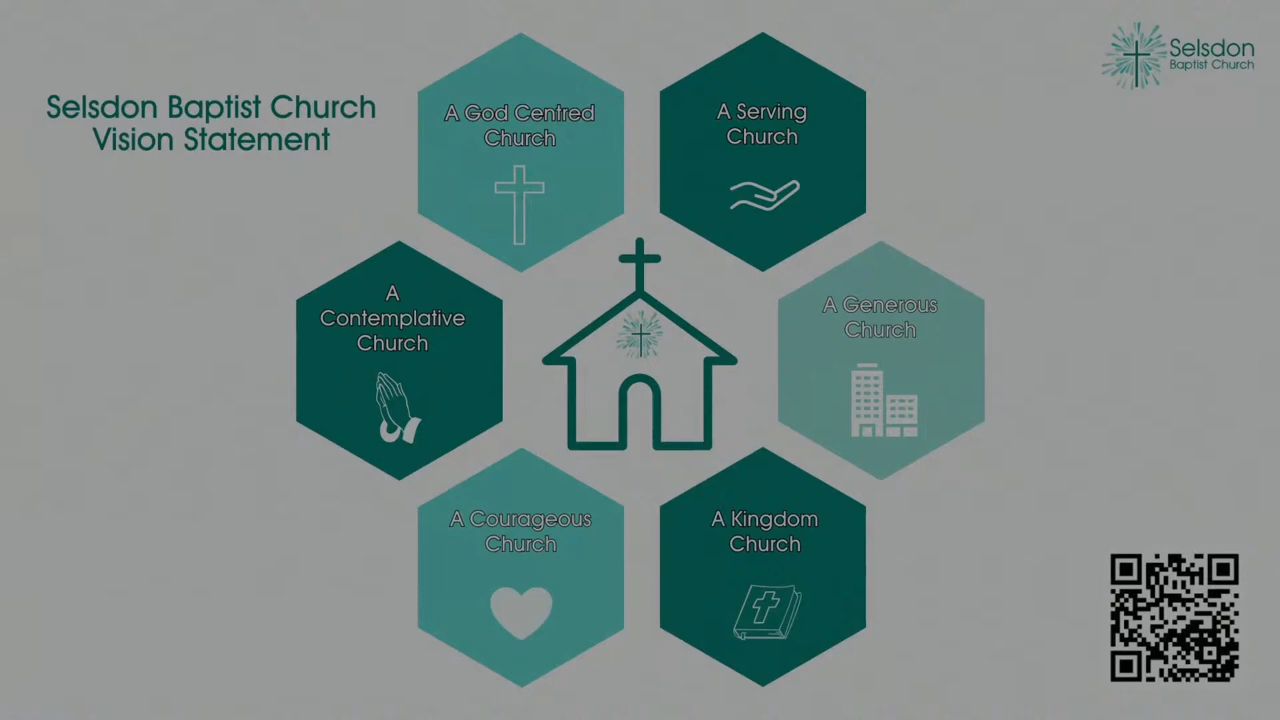 Selsdon Baptist Church
Vision Statement
A God Centred
Church
A Serving
Church
Selsdon
Baptist Church
A
Contemplative
Church
A Generous
Church
A Courageous
Church
A Kingdom
Church